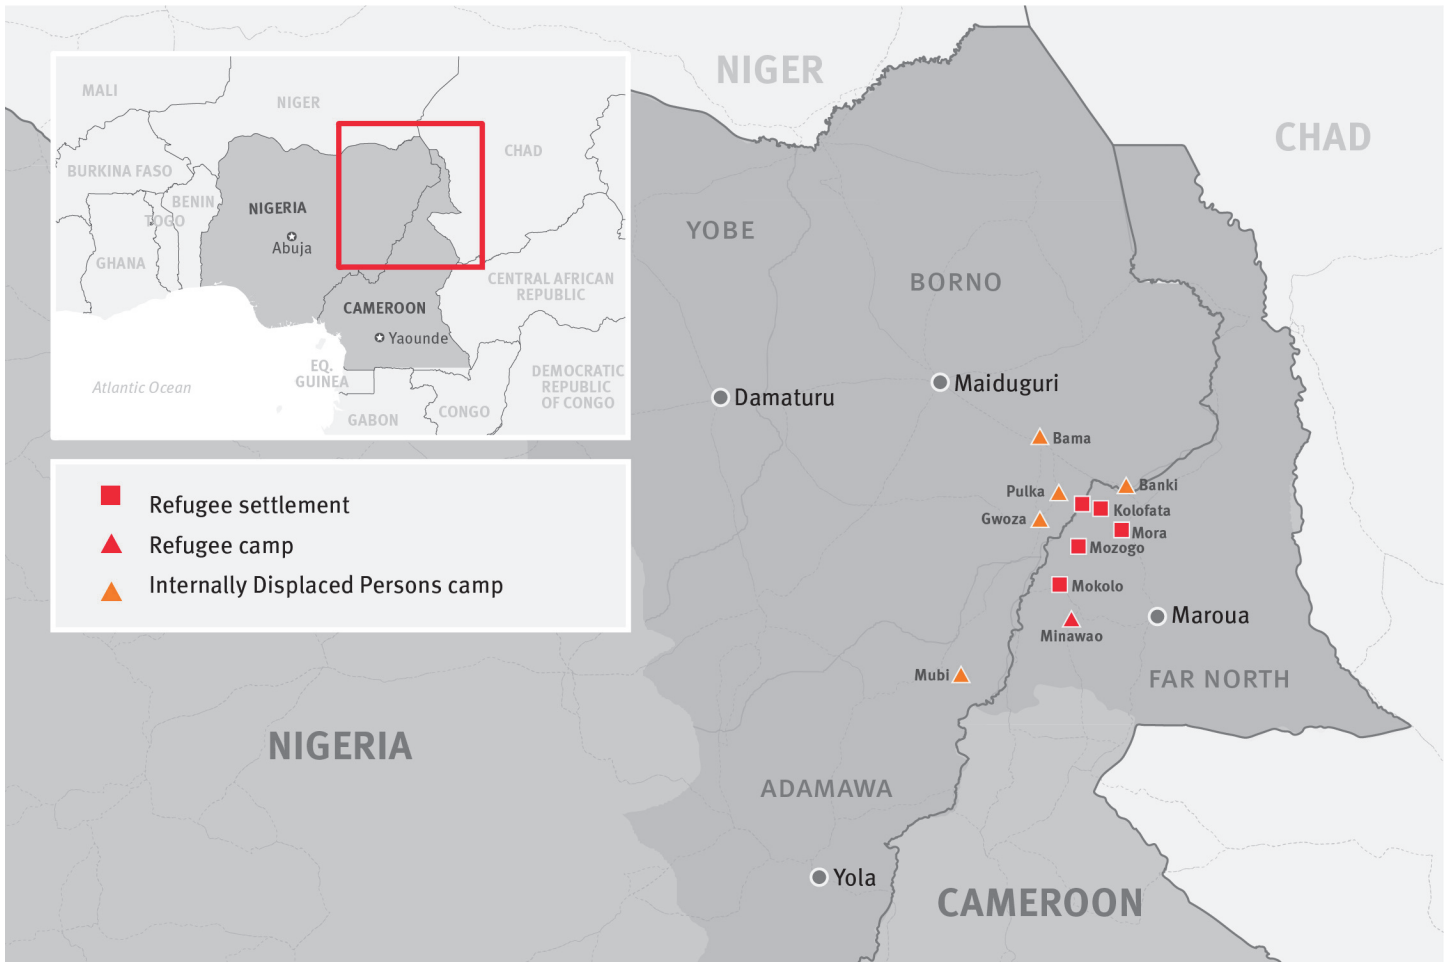 NIGER
CHAD
MALI
NIGER
CHAD
BURKINA FASO
BENIN
TOGO
NIGERIA
Abuja
GHANA
CENTRAL AFRICAN
REPUBLIC
CAMEROON
Yaounde
EQ.
GUINEA
Atlantic Ocean
DEMOCRATIC
REPUBLIC
OF CONGO
GABON
CONGO
Refugee settlement
Refugee camp
Internally Displaced Persons camp
YOBE
BORNO
Damaturu
Maiduguri
Bama
Banki
Pulka
Gwoza
Kolofata
Mora
Mozogo
Mokolo
Minawao
Maroua
Mubi
FAR NORTH
NIGERIA
ADAMAWA
Yola
CAMEROON